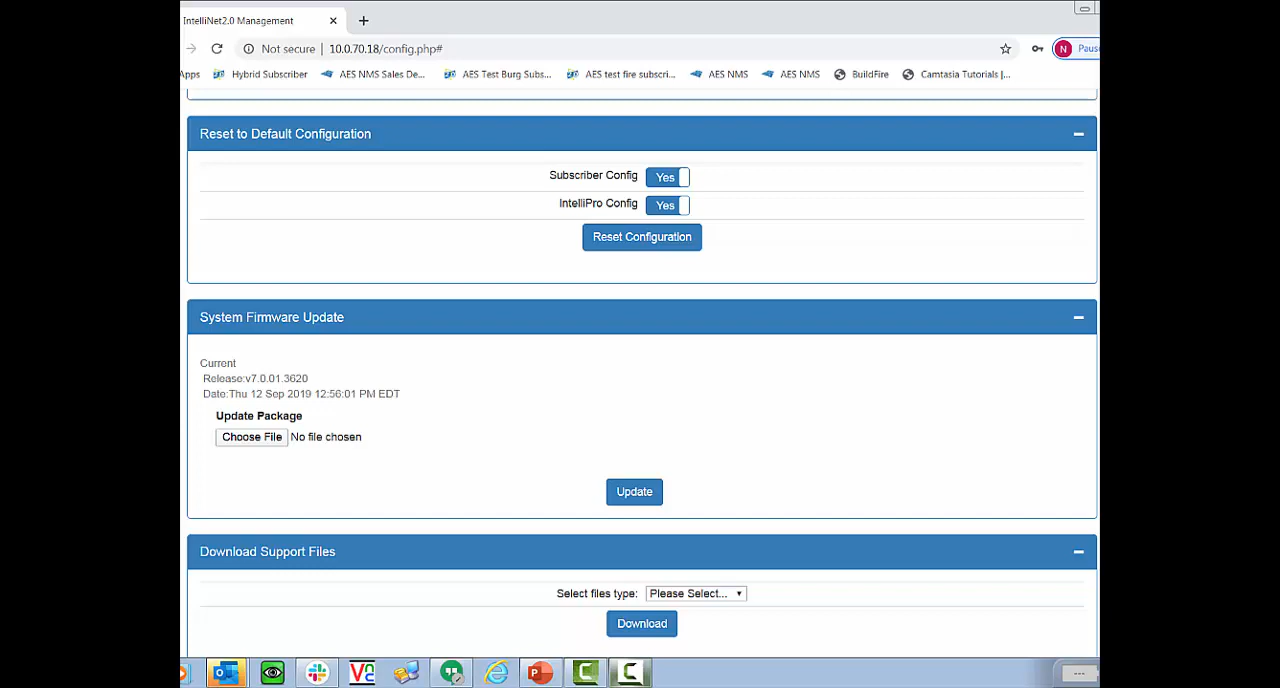 IntelliNet2.0 Management
Not secure | 10.0.70.18/config.php#
N Paus
Apps Hybrid Subscriber AES NMS Sales De... AES Test Burg Subs... AES test fire subscri... AES NMS AES NMS BuildFire Camtasia Tutorials |...
Reset to Default Configuration
Subscriber Config Yes
IntelliPro Config Yes
Reset Configuration
System Firmware Update
Current
Release:v7.0.01.3620
Date:Thu 12 Sep 2019 12:56:01 PM EDT
Update Package
Choose File No file chosen
Update
Download Support Files
Select files type: Please Select...
Download